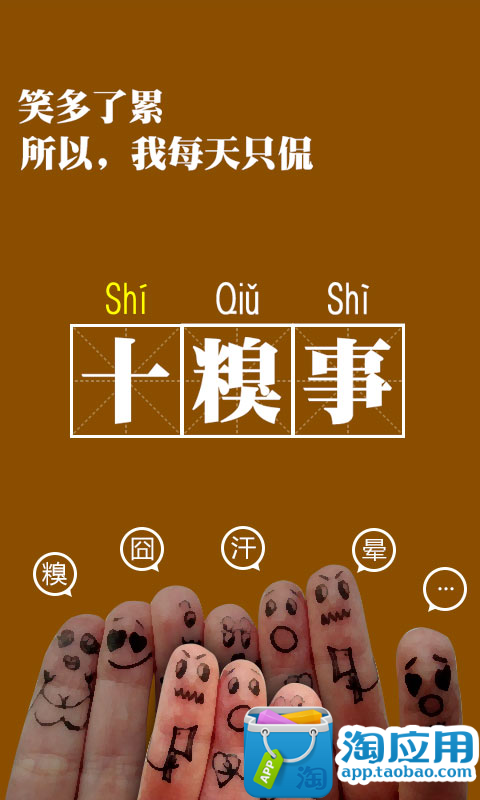 笑多了累
所以，我每天只侃
Shí Qiǔ Shì
十糗事
糗 囧 汗 晕 ...
APP
淘
淘应用
app.taobao.com